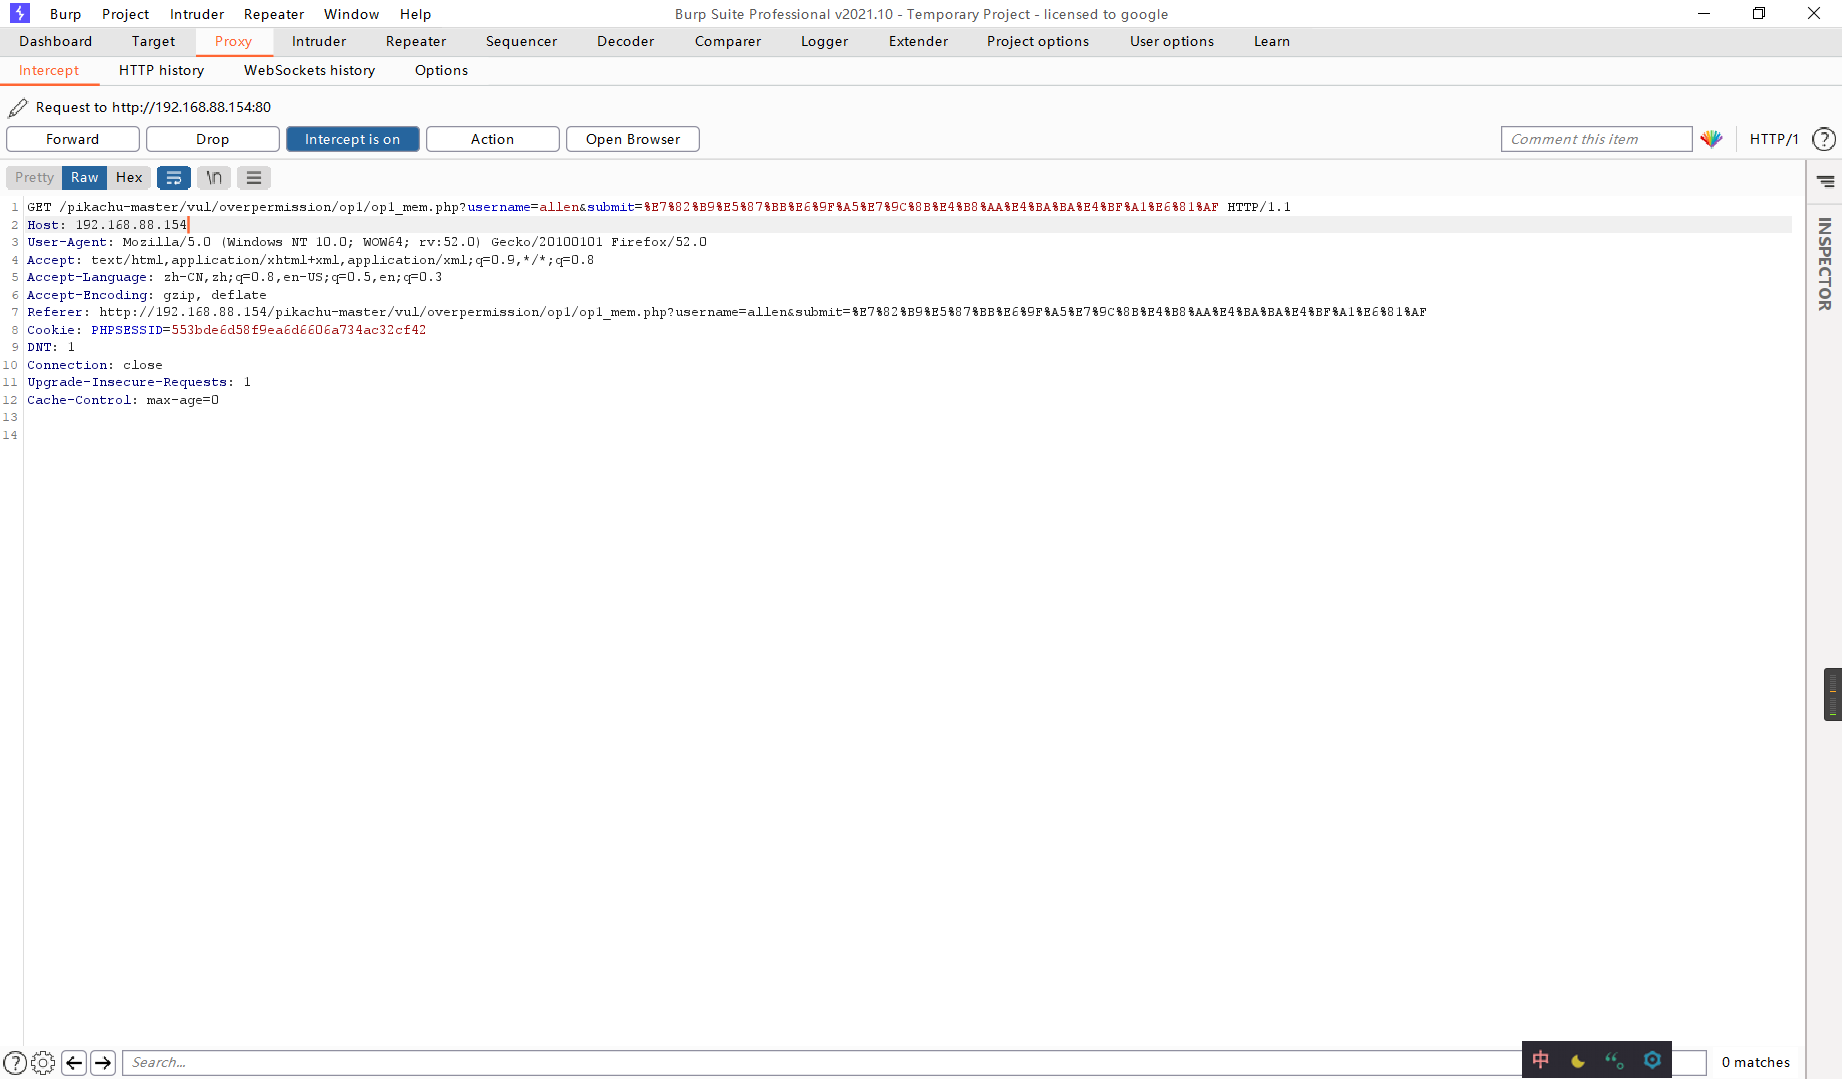 Burp Project Intruder Repeater Window Help
Burp Suite Professional v2021.10 - Temporary Project - licensed to google
Dashboard Target Proxy Intruder Repeater Sequencer Decoder Comparer Logger Extender Project options User options Learn
Intercept HTTP history WebSockets history Options
Request to http://192.168.88.154:80
Forward Drop Intercept is on Action Open Browser
Comment this item
HTTP/1 ?
Pretty Raw Hex \n
INSPECTOR
1 GET /pikachu-master/vul/overpermission/op1/op1_mem.php?username=allen&submit=%E7%82%B9%E5%87%BB%E6%9F%A5%E7%9C%8B%E4%B8%AA%E4%BA%BA%E4%BF%A1%E6%81%AF HTTP/1.1
2 Host: 192.168.88.154
3 User-Agent: Mozilla/5.0 (Windows NT 10.0; WOW64; rv:52.0) Gecko/20100101 Firefox/52.0
4 Accept: text/html,application/xhtml+xml,application/xml;q=0.9,*/*;q=0.8
5 Accept-Language: zh-CN,zh;q=0.8,en-US;q=0.5,en;q=0.3
6 Accept-Encoding: gzip, deflate
7 Referer: http://192.168.88.154/pikachu-master/vul/overpermission/op1/op1_mem.php?username=allen&submit=%E7%82%B9%E5%87%BB%E6%9F%A5%E7%9C%8B%E4%B8%AA%E4%BA%BA%E4%BF%A1%E6%81%AF
8 Cookie: PHPSESSID=553bde6d58f9ea6d6606a734ac32cf42
9 DNT: 1
10 Connection: close
11 Upgrade-Insecure-Requests: 1
12 Cache-Control: max-age=0
13
14
? Search...
中
0 matches